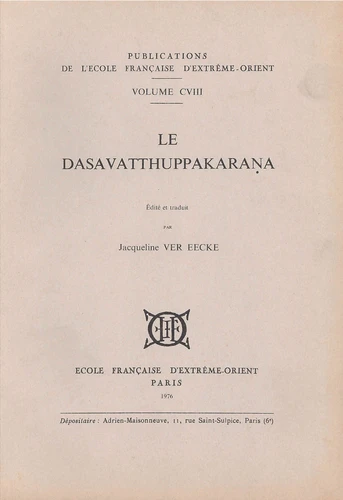 PUBLICATIONS
DE L'ECOLE FRANÇAISE D'EXTRÊME-ORIENT
VOLUME CVIII
LE
DASAVATTHUPPAKARAṆA
Édité et traduit
PAR
Jacqueline VER EECKE
ECOLE FRANÇAISE D'EXTRÊME-ORIENT
PARIS
1976
Dépositaire : Adrien-Maisonneuve, 11, rue Saint-Sulpice, Paris (6e)